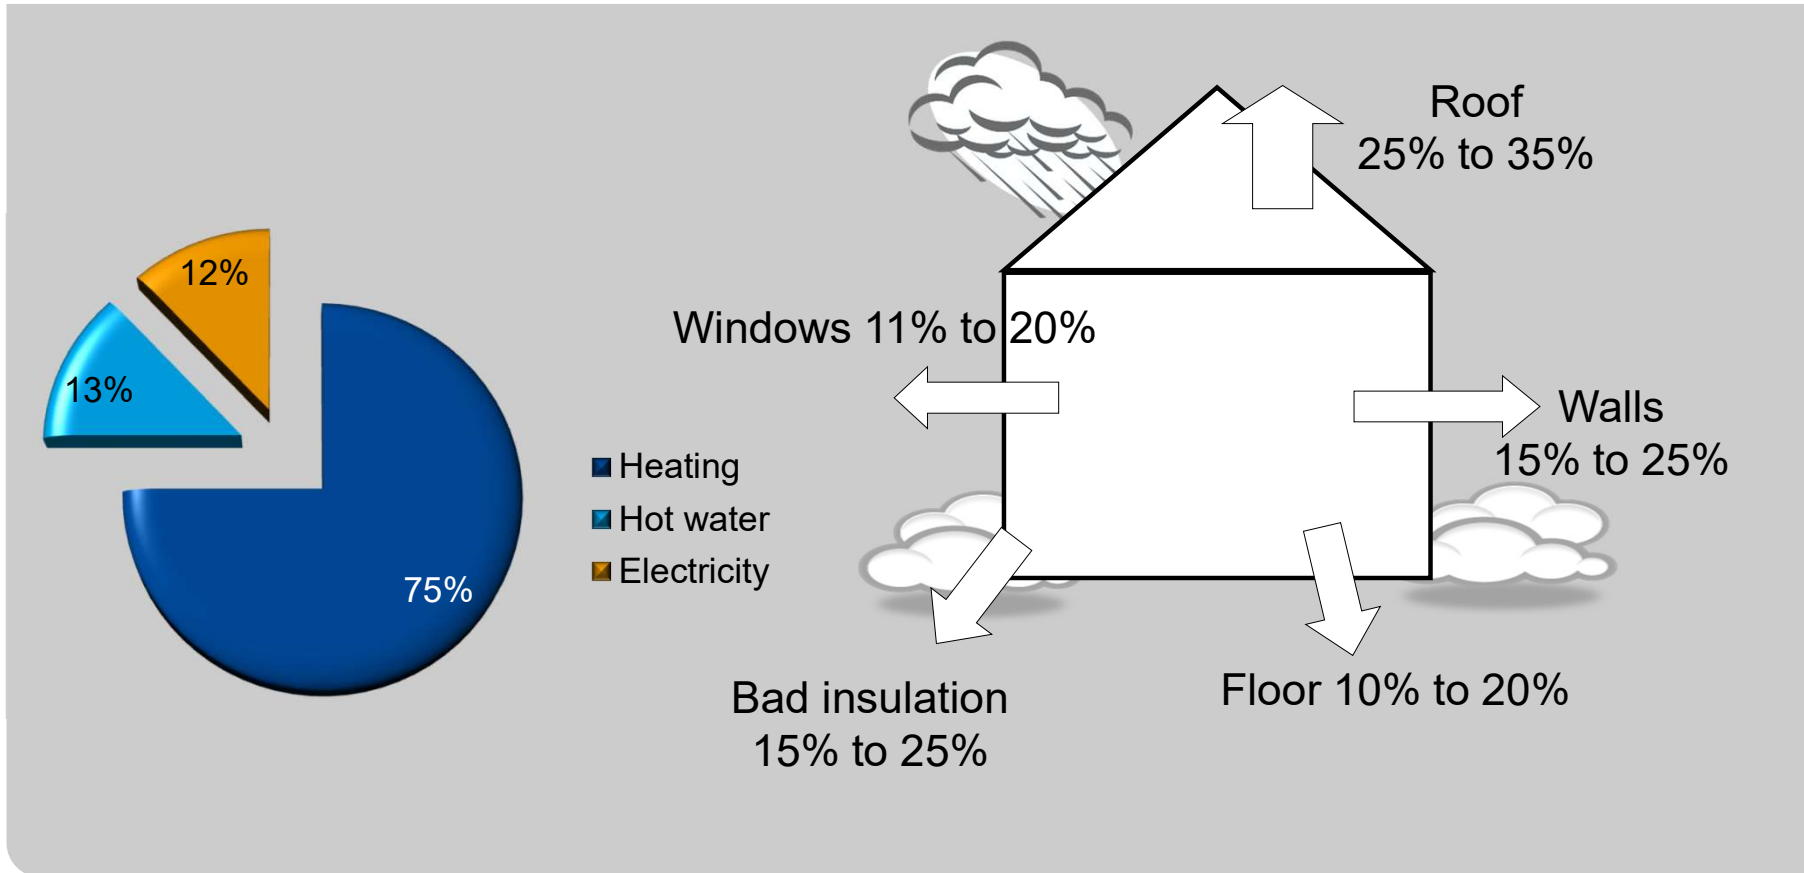 12%
13%
75%
Heating
Hot water
Electricity
Roof
25% to 35%
Windows 11% to 20%
Walls
15% to 25%
Bad insulation
15% to 25%
Floor 10% to 20%